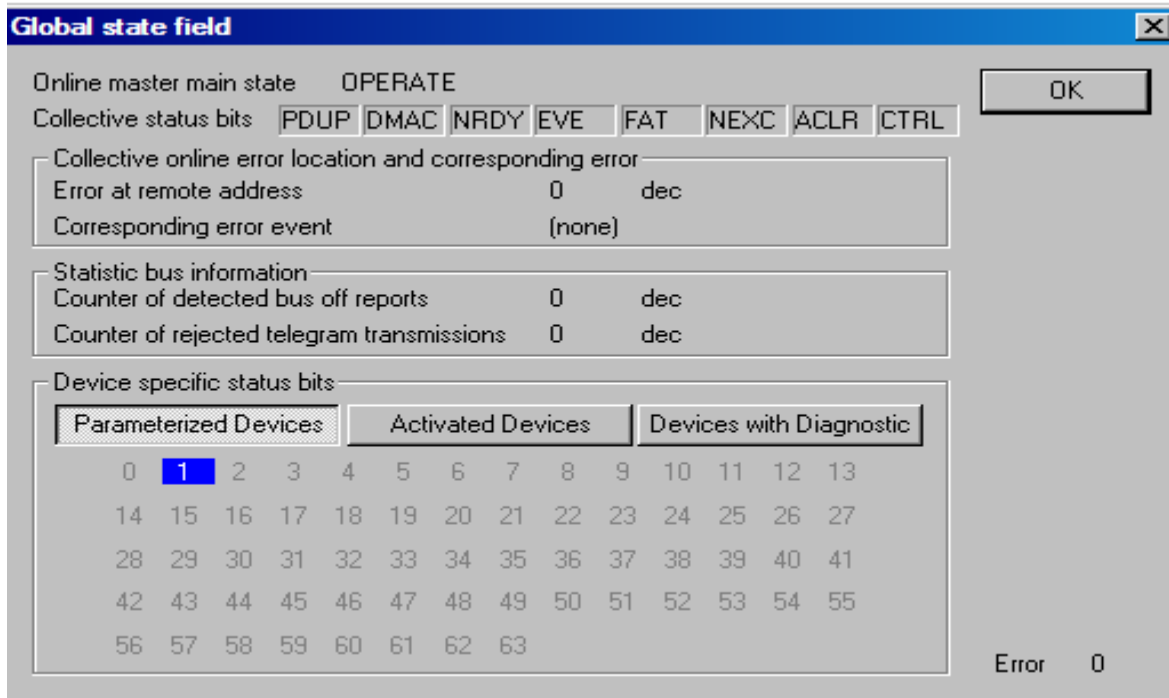 Global state field
Online master main state OPERATE
OK
Collective status bits PDUP DMAC NRDY EVE FAT NEXC ACLR CTRL
Collective online error location and corresponding error
Error at remote address 0 dec
Corresponding error event (none)
Statistic bus information
Counter of detected bus off reports 0 dec
Counter of rejected telegram transmissions 0 dec
Device specific status bits
Parameterized Devices Activated Devices Devices with Diagnostic
0 1 2 3 4 5 6 7 8 9 10 11 12 13
14 15 16 17 18 19 20 21 22 23 24 25 26 27
28 29 30 31 32 33 34 35 36 37 38 39 40 41
42 43 44 45 46 47 48 49 50 51 52 53 54 55
56 57 58 59 60 61 62 63
Error 0